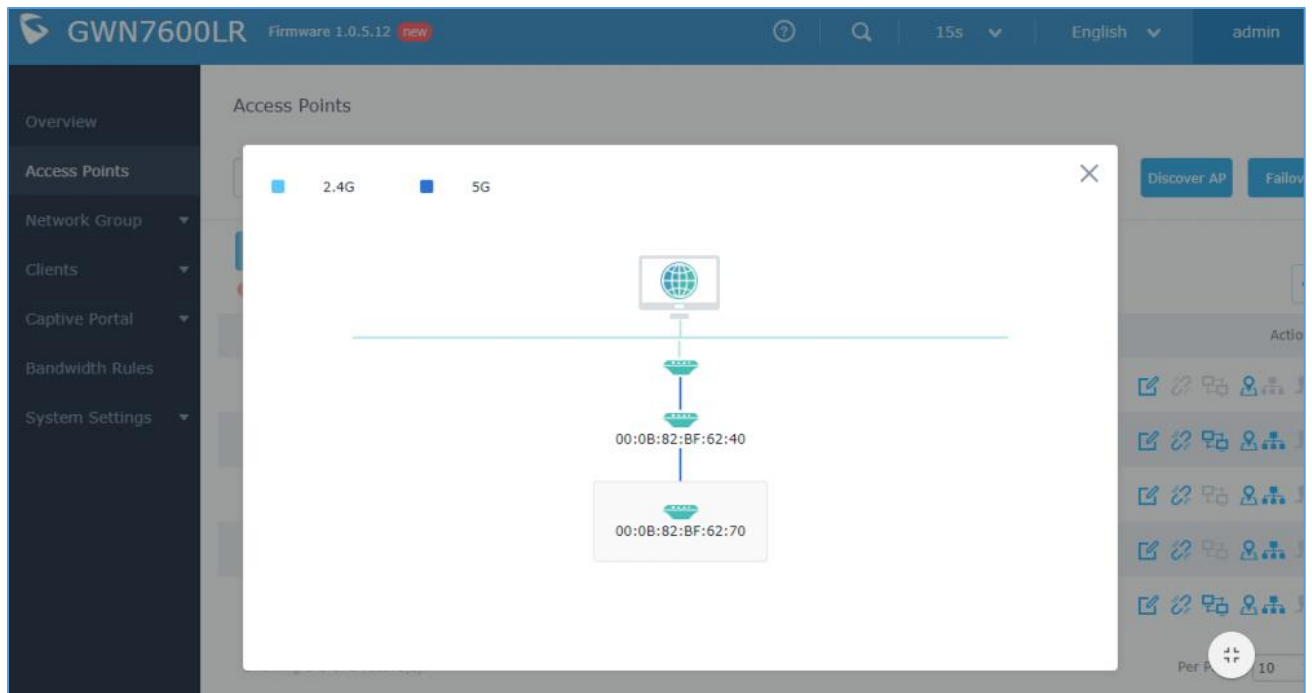 GWN7600LR Firmware 1.0.5.12 new 15s English admin
Overview
Access Points
Network Group
Clients
Captive Portal
Bandwidth Rules
System Settings
Access Points
Discover AP
2.4G 5G
00:0B:82:BF:62:40
00:0B:82:BF:62:70
10